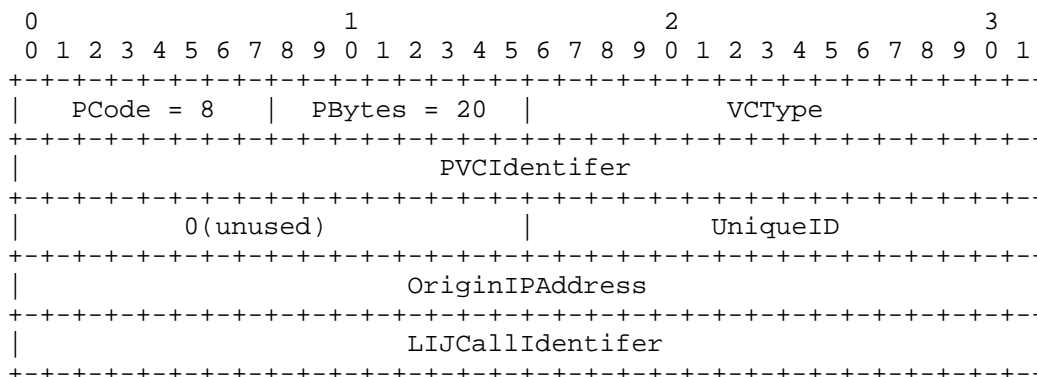 0                   1                   2                   3
 0 1 2 3 4 5 6 7 8 9 0 1 2 3 4 5 6 7 8 9 0 1 2 3 4 5 6 7 8 9 0 1
+-+-+-+-+-+-+-+-+-+-+-+-+-+-+-+-+-+-+-+-+-+-+-+-+-+-+-+-+-+-+-+--
|   PCode = 8   |  PBytes = 20  |            VCType
+-+-+-+-+-+-+-+-+-+-+-+-+-+-+-+-+-+-+-+-+-+-+-+-+-+-+-+-+-+-+-+--
|                          PVCIdentifer
+-+-+-+-+-+-+-+-+-+-+-+-+-+-+-+-+-+-+-+-+-+-+-+-+-+-+-+-+-+-+-+--
|          0(unused)            |           UniqueID
+-+-+-+-+-+-+-+-+-+-+-+-+-+-+-+-+-+-+-+-+-+-+-+-+-+-+-+-+-+-+-+--
|                        OriginIPAddress
+-+-+-+-+-+-+-+-+-+-+-+-+-+-+-+-+-+-+-+-+-+-+-+-+-+-+-+-+-+-+-+--
|                        LIJCallIdentifer
+-+-+-+-+-+-+-+-+-+-+-+-+-+-+-+-+-+-+-+-+-+-+-+-+-+-+-+-+-+-+-+--